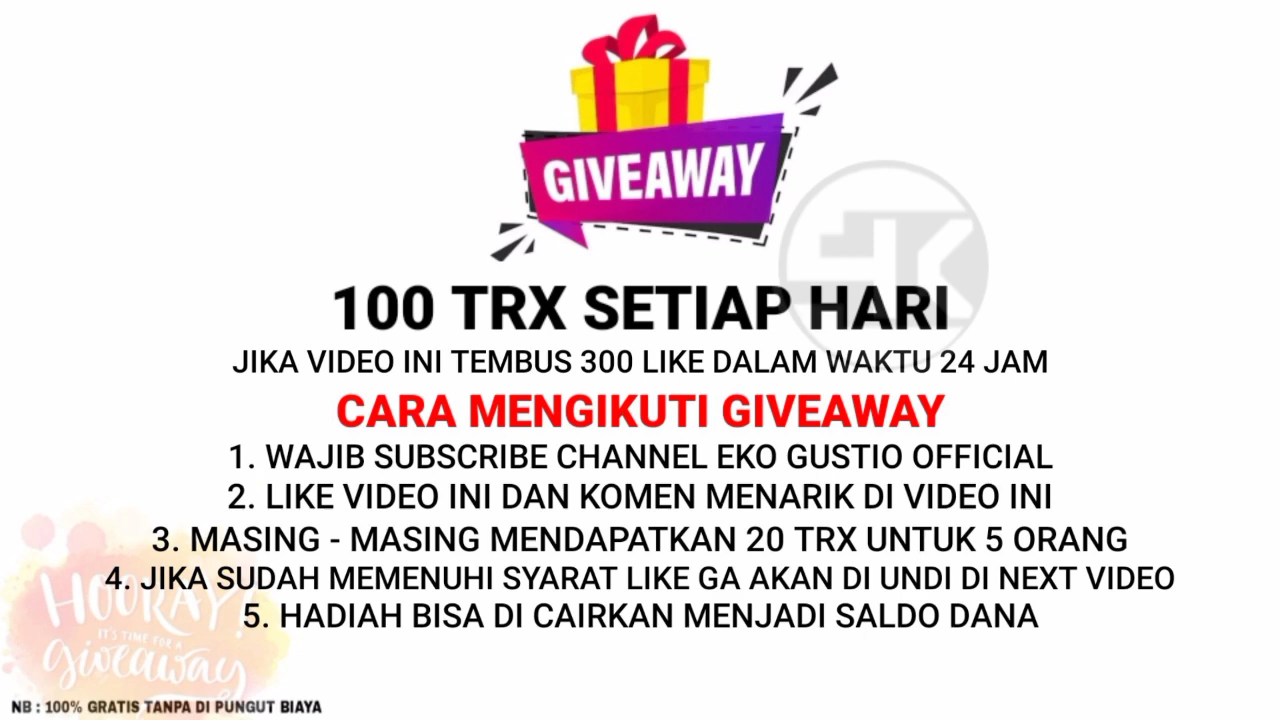 GIVEAWAY
100 TRX SETIAP HARI
JIKA VIDEO INI TEMBUS 300 LIKE DALAM WAKTU 24 JAM
CARA MENGIKUTI GIVEAWAY
1. WAJIB SUBSCRIBE CHANNEL EKO GUSTIO OFFICIAL
2. LIKE VIDEO INI DAN KOMEN MENARIK DI VIDEO INI
3. MASING - MASING MENDAPATKAN 20 TRX UNTUK 5 ORANG
4. JIKA SUDAH MEMENUHI SYARAT LIKE GA AKAN DI UNDI DI NEXT VIDEO
5. HADIAH BISA DI CAIRKAN MENJADI SALDO DANA
HOORAY!
IT'S TIME FOR A
giveaway
NB : 100% GRATIS TANPA DI PUNGUT BIAYA